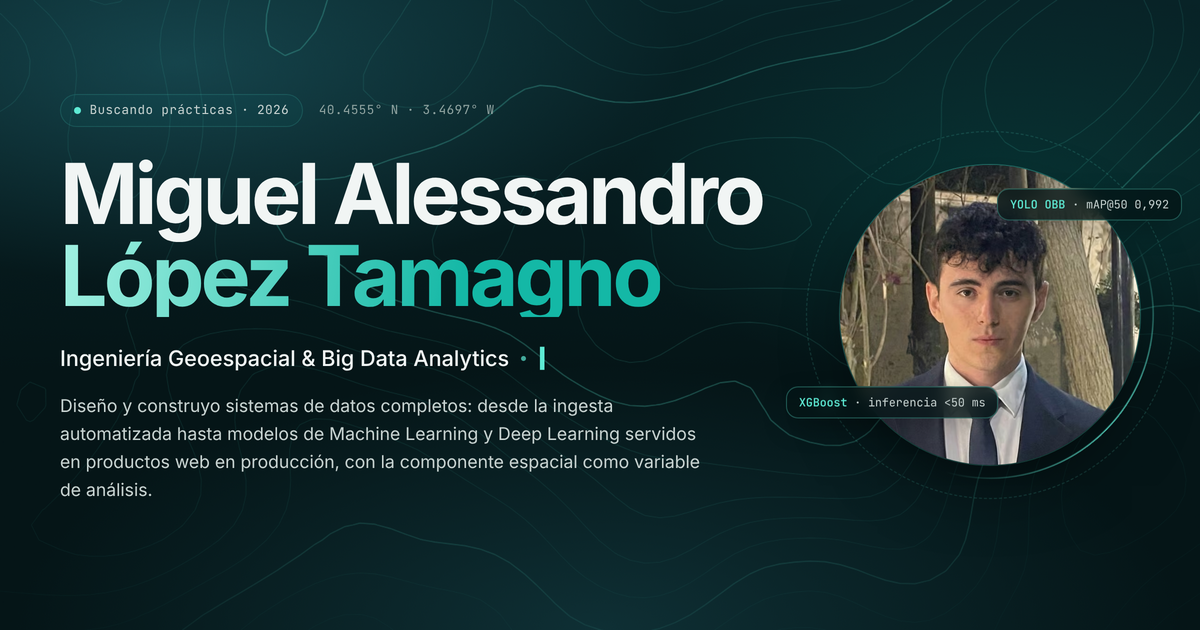 Buscando prácticas · 2026
40.4555° N · 3.4697° W
Miguel Alessandro
López Tamagno
YOLO OBB · mAP@50 0,992
Ingeniería Geoespacial & Big Data Analytics ·
XGBoost · inferencia <50 ms
Diseño y construyo sistemas de datos completos: desde la ingesta
automatizada hasta modelos de Machine Learning y Deep Learning servidos
en productos web en producción, con la componente espacial como variable
de análisis.